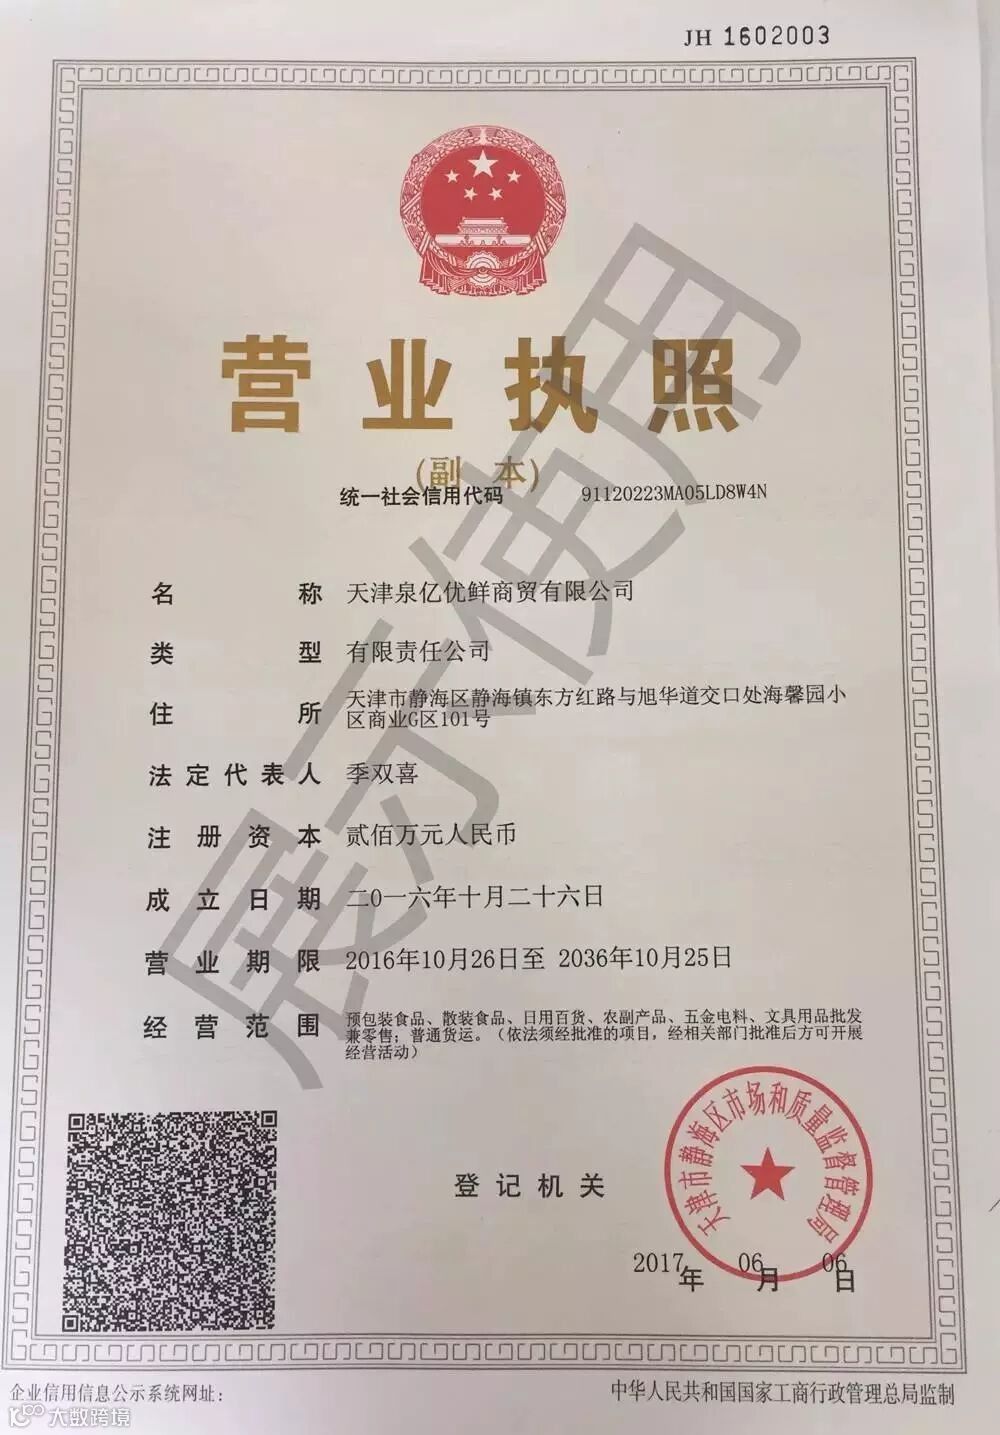 JH 1602003
营业执照
(副 本)
统一社会信用代码 91120223MA05LD8W4N
名称 天津泉亿优鲜商贸有限公司
类型 有限责任公司
住所 天津市静海区静海镇东方红路与旭华道交口处海馨园小
区商业G区101号
法定代表人 季双喜
注册资本 贰佰万元人民币
成立日期 二0一六年十月二十六日
营业期限 2016年10月26日至 2036年10月25日
经营范围 预包装食品、散装食品、日用百货、农副产品、五金电料、文具用品批发
兼零售；普通货运。（依法须经批准的项目，经相关部门批准后方可开展
经营活动）
展示使用
登记机关
天津市静海区市场和质量监督管理局
2017年 06月 06日
企业信用信息公示系统网址：
中华人民共和国国家工商行政管理总局监制
大数跨境